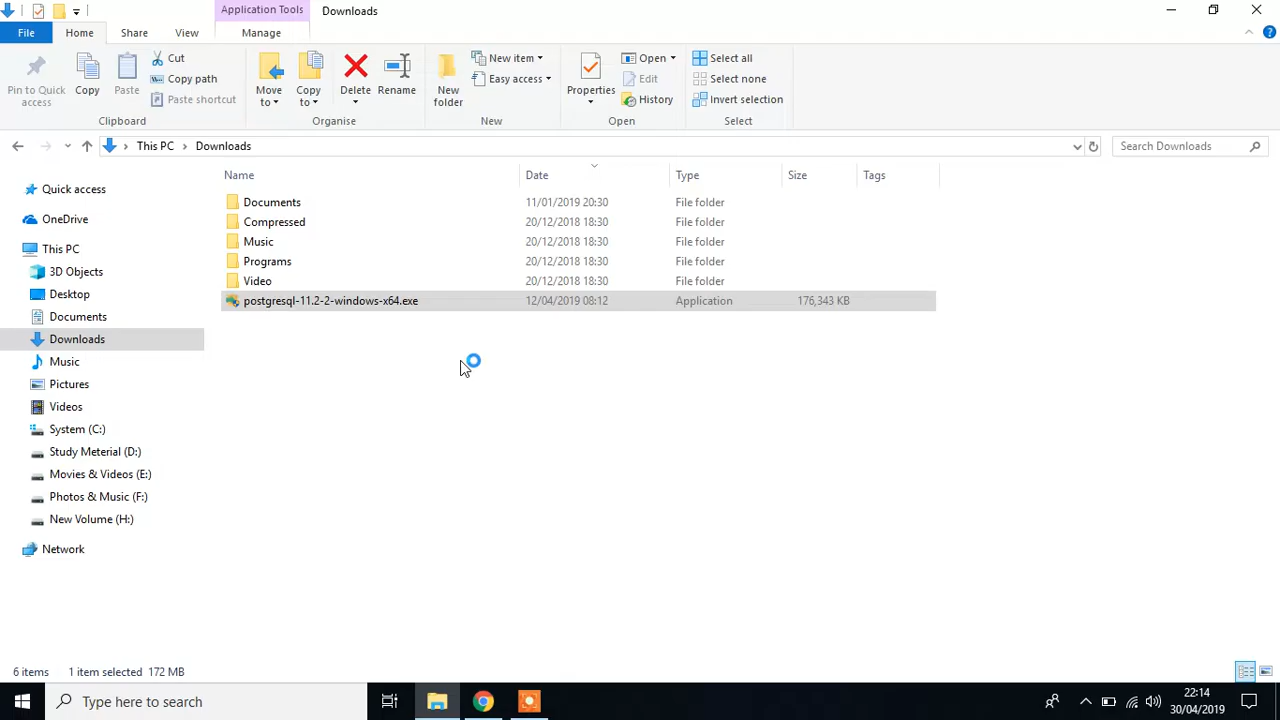 Application Tools
Downloads
File
Home
Share
View
Manage
Pin to Quick
access
Copy
Paste
Cut
Copy path
Paste shortcut
Move
to
Copy
to
Delete
Rename
New
folder
New item
Easy access
Properties
Open
Edit
History
Select all
Select none
Invert selection
Clipboard
Organise
New
Open
Select
This PC
Downloads
Search Downloads
Name
Date
Type
Size
Tags
Documents 11/01/2019 20:30 File folder
Compressed 20/12/2018 18:30 File folder
Music 20/12/2018 18:30 File folder
Programs 20/12/2018 18:30 File folder
Video 20/12/2018 18:30 File folder
postgresql-11.2-2-windows-x64.exe 12/04/2019 08:12 Application 176,343 KB
Quick access
OneDrive
This PC
3D Objects
Desktop
Documents
Downloads
Music
Pictures
Videos
System (C:)
Study Meterial (D:)
Movies & Videos (E:)
Photos & Music (F:)
New Volume (H:)
Network
6 items 1 item selected 172 MB
Type here to search
22:14
30/04/2019